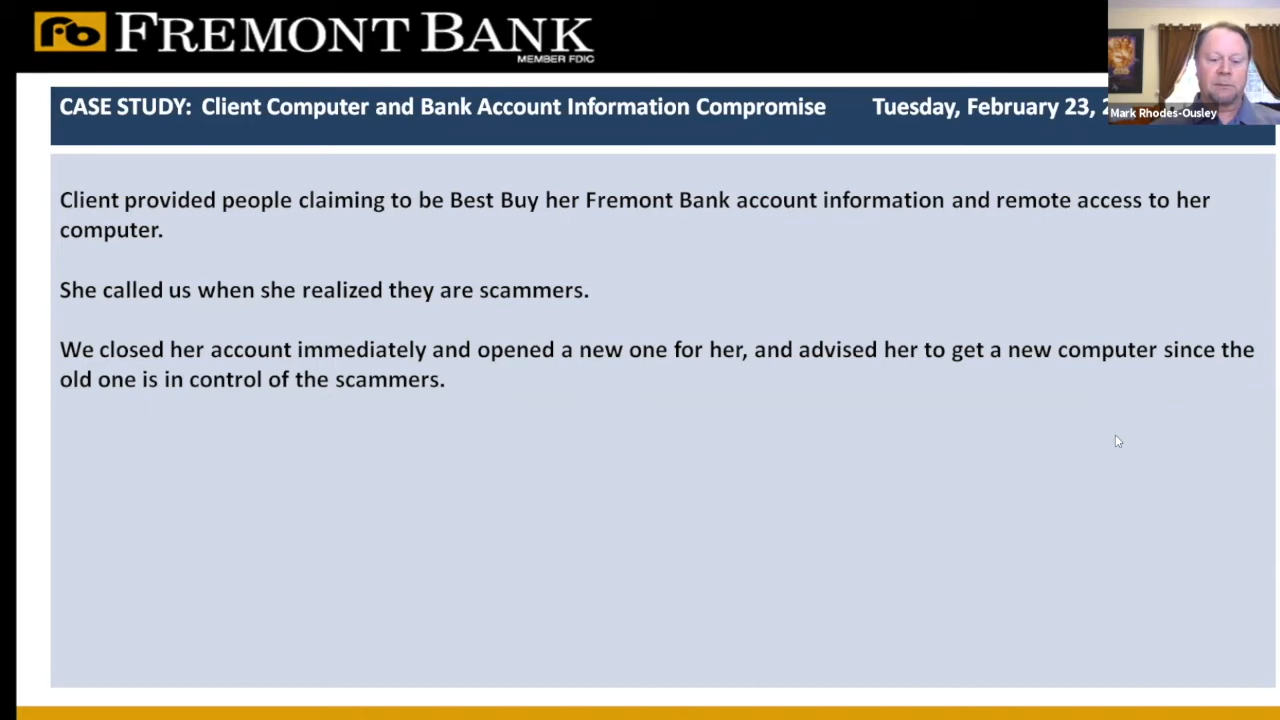 fb FREMONT BANK
MEMBER FDIC
CASE STUDY: Client Computer and Bank Account Information Compromise Tuesday, February 23, 2
Mark Rhodes-Ousley
Client provided people claiming to be Best Buy her Fremont Bank account information and remote access to her
computer.
She called us when she realized they are scammers.
We closed her account immediately and opened a new one for her, and advised her to get a new computer since the
old one is in control of the scammers.